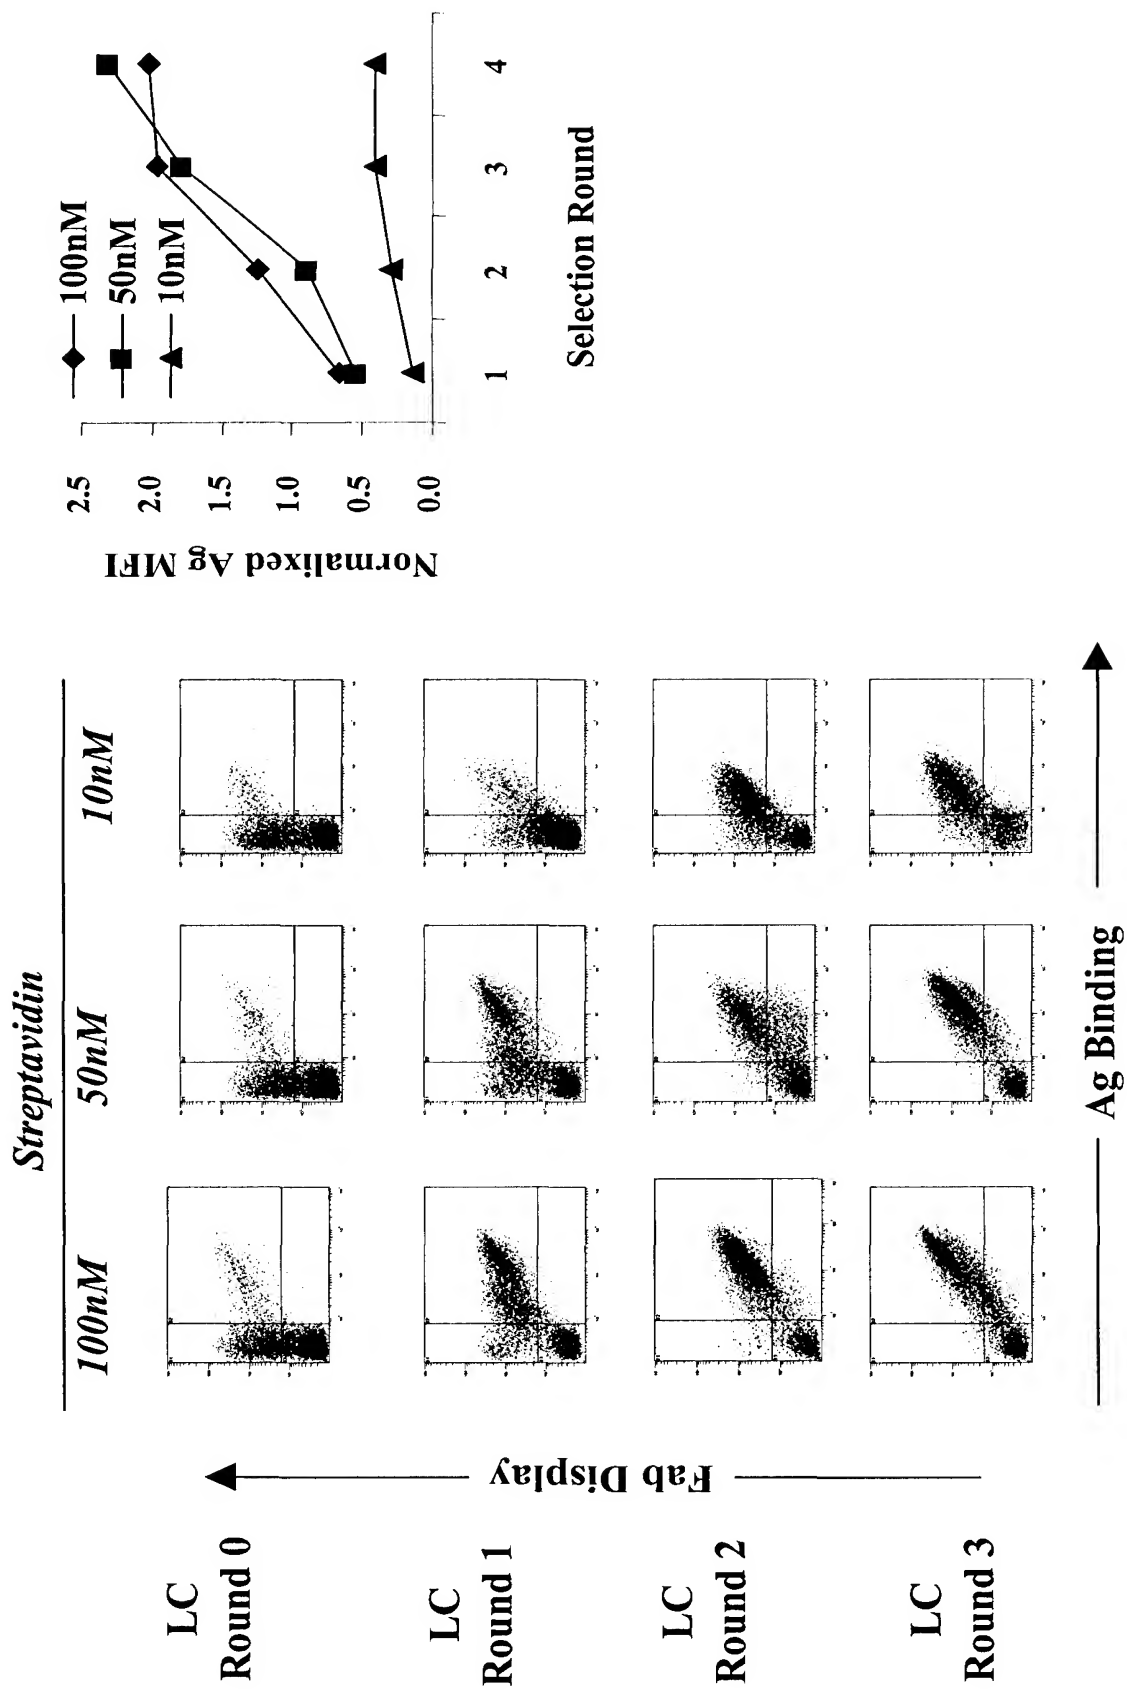 Streptavidin
100nM 50nM 10nM
LC
Round 0
LC
Round 1
LC
Round 2
LC
Round 3
Fab Display
Ag Binding
Normalixed Ag MFI
2.5
2.0
1.5
1.0
0.5
0.0
100nM
50nM
10nM
1 2 3 4
Selection Round